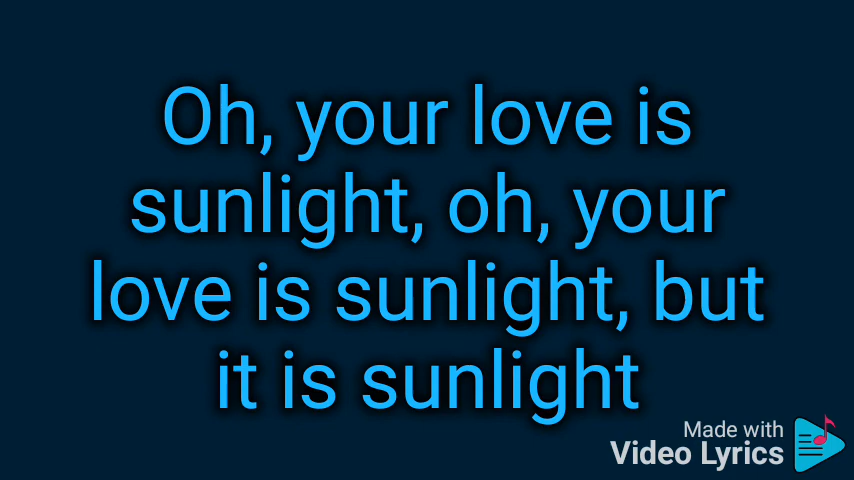 Oh, your love is
sunlight, oh, your
love is sunlight, but
it is sunlight
Made with
Video Lyrics